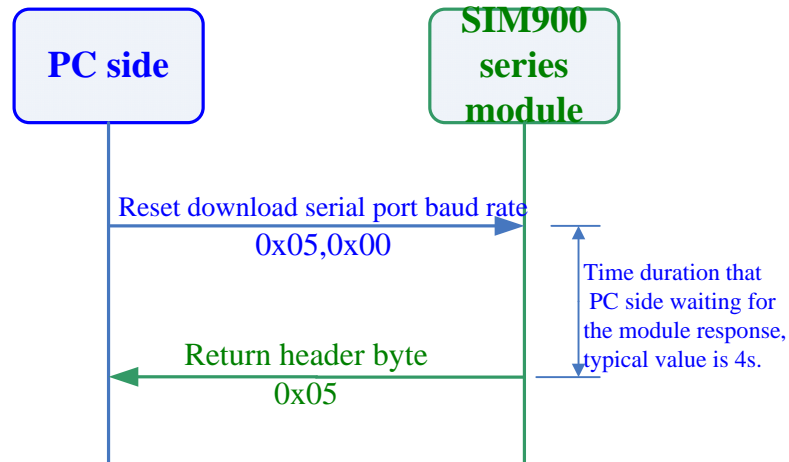 PC side
SIM900
series
module
Reset download serial port baud rate
0x05,0x00
Time duration that
PC side waiting for
the module response,
typical value is 4s.
Return header byte
0x05